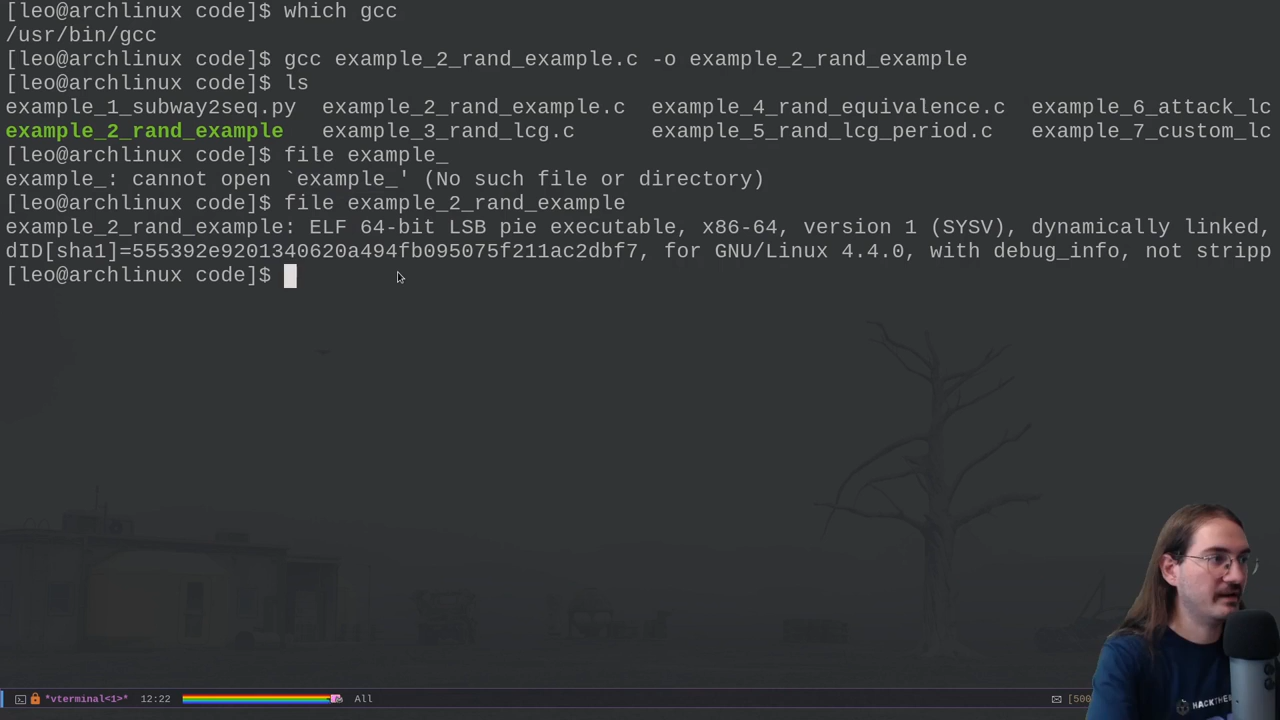 [leo@archlinux code]$ which gcc
/usr/bin/gcc
[leo@archlinux code]$ gcc example_2_rand_example.c -o example_2_rand_example
[leo@archlinux code]$ ls
example_1_subway2seq.py  example_2_rand_example.c  example_4_rand_equivalence.c  example_6_attack_lc
example_2_rand_example   example_3_rand_lcg.c      example_5_rand_lcg_period.c   example_7_custom_lc
[leo@archlinux code]$ file example_
example_: cannot open `example_' (No such file or directory)
[leo@archlinux code]$ file example_2_rand_example
example_2_rand_example: ELF 64-bit LSB pie executable, x86-64, version 1 (SYSV), dynamically linked,
dID[sha1]=555392e9201340620a494fb095075f211ac2dbf7, for GNU/Linux 4.4.0, with debug_info, not stripp
[leo@archlinux code]$
*vterminal<1>* 12:22 All [500